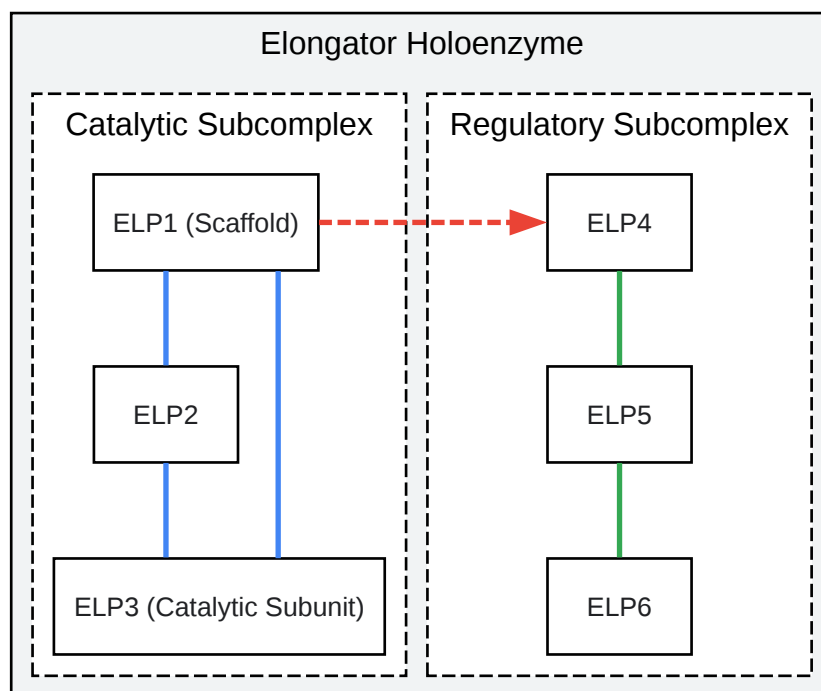 Elongator Holoenzyme
Catalytic Subcomplex
Regulatory Subcomplex
ELP1 (Scaffold)
ELP4
ELP2
ELP5
ELP3 (Catalytic Subunit)
ELP6